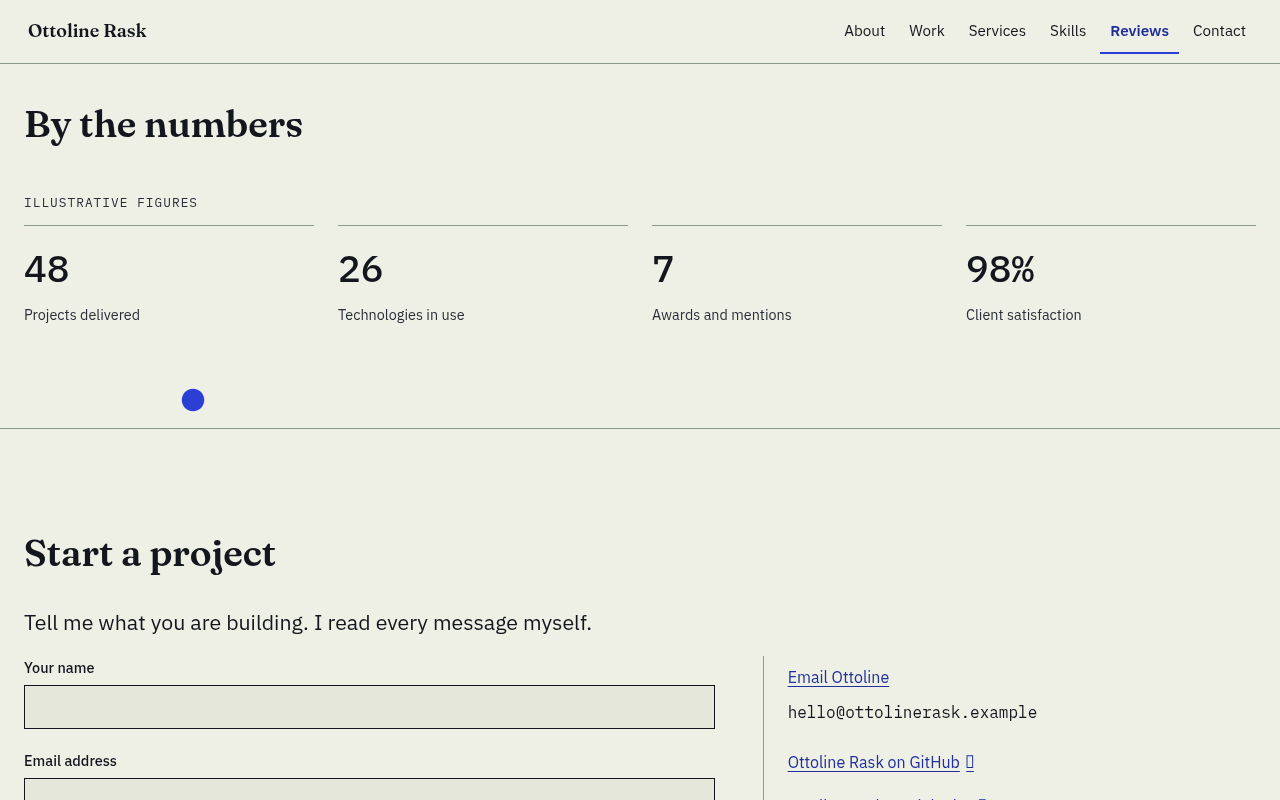 Ottoline Rask
About Work Services Skills Reviews Contact
By the numbers
ILLUSTRATIVE FIGURES
48 26 7 98%
Projects delivered Technologies in use Awards and mentions Client satisfaction
Start a project
Tell me what you are building. I read every message myself.
Your name
Email Ottoline
hello@ottolinerask.example
Email address
Ottoline Rask on GitHub